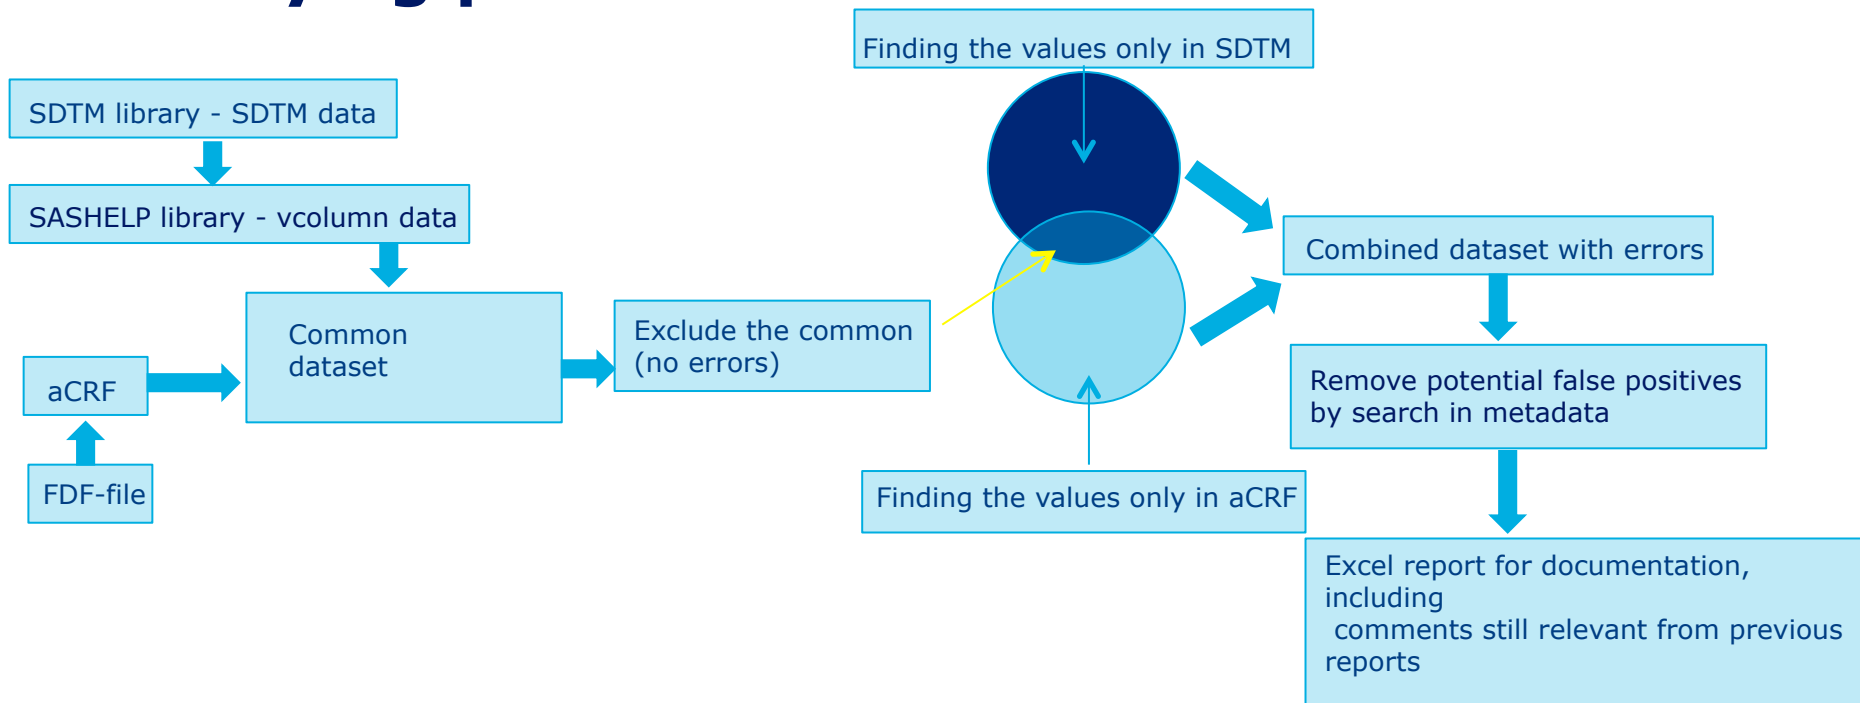 Finding the values only in SDTM
SDTM library - SDTM data
SASHELP library - vcolumn data
Combined dataset with errors
Common
dataset
Exclude the common
(no errors)
aCRF
Remove potential false positives
by search in metadata
FDF-file
Finding the values only in aCRF
Excel report for documentation,
including
comments still relevant from previous
reports